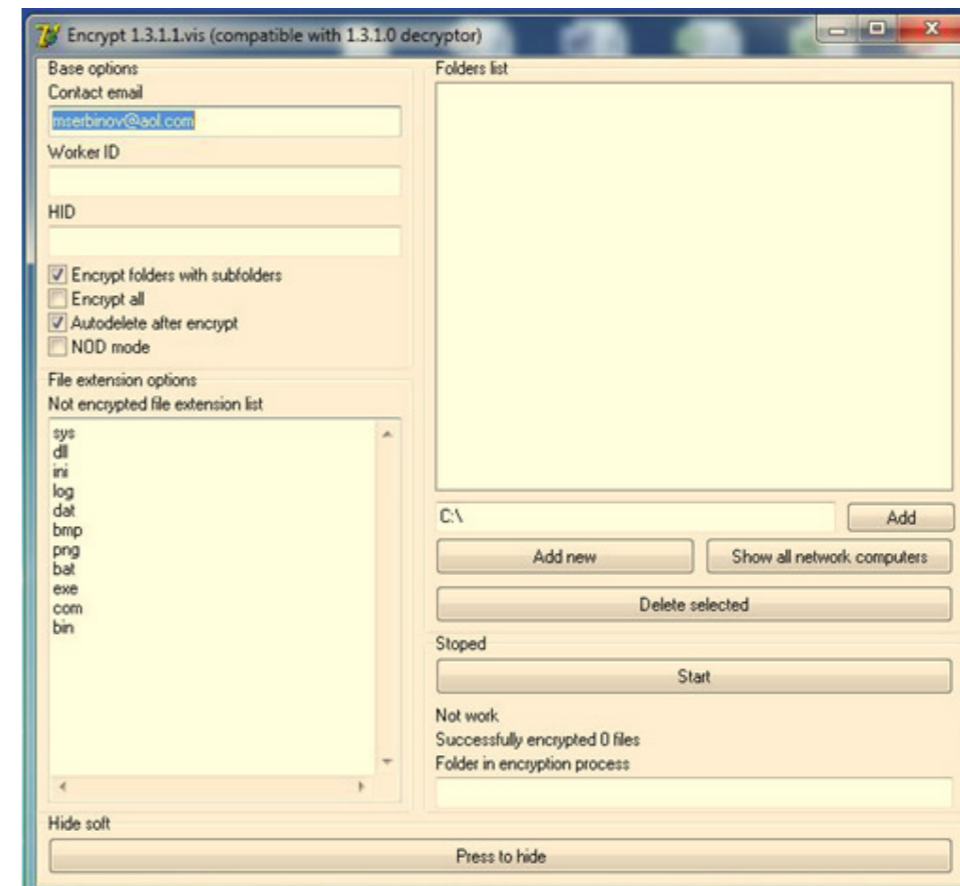 Encrypt 1.3.1.1.vis (compatible with 1.3.1.0 decryptor)
Base options
Contact email
mserbinov@aol.com
Worker ID
HID
Encrypt folders with subfolders
Encrypt all
Autodelete after encrypt
NOD mode
File extension options
Not encrypted file extension list
sys
dll
ini
log
dat
bmp
png
bat
exe
com
bin
Folders list
C:\
Add
Add new
Show all network computers
Delete selected
Stoped
Start
Not work
Successfully encrypted 0 files
Folder in encryption process
Hide soft
Press to hide